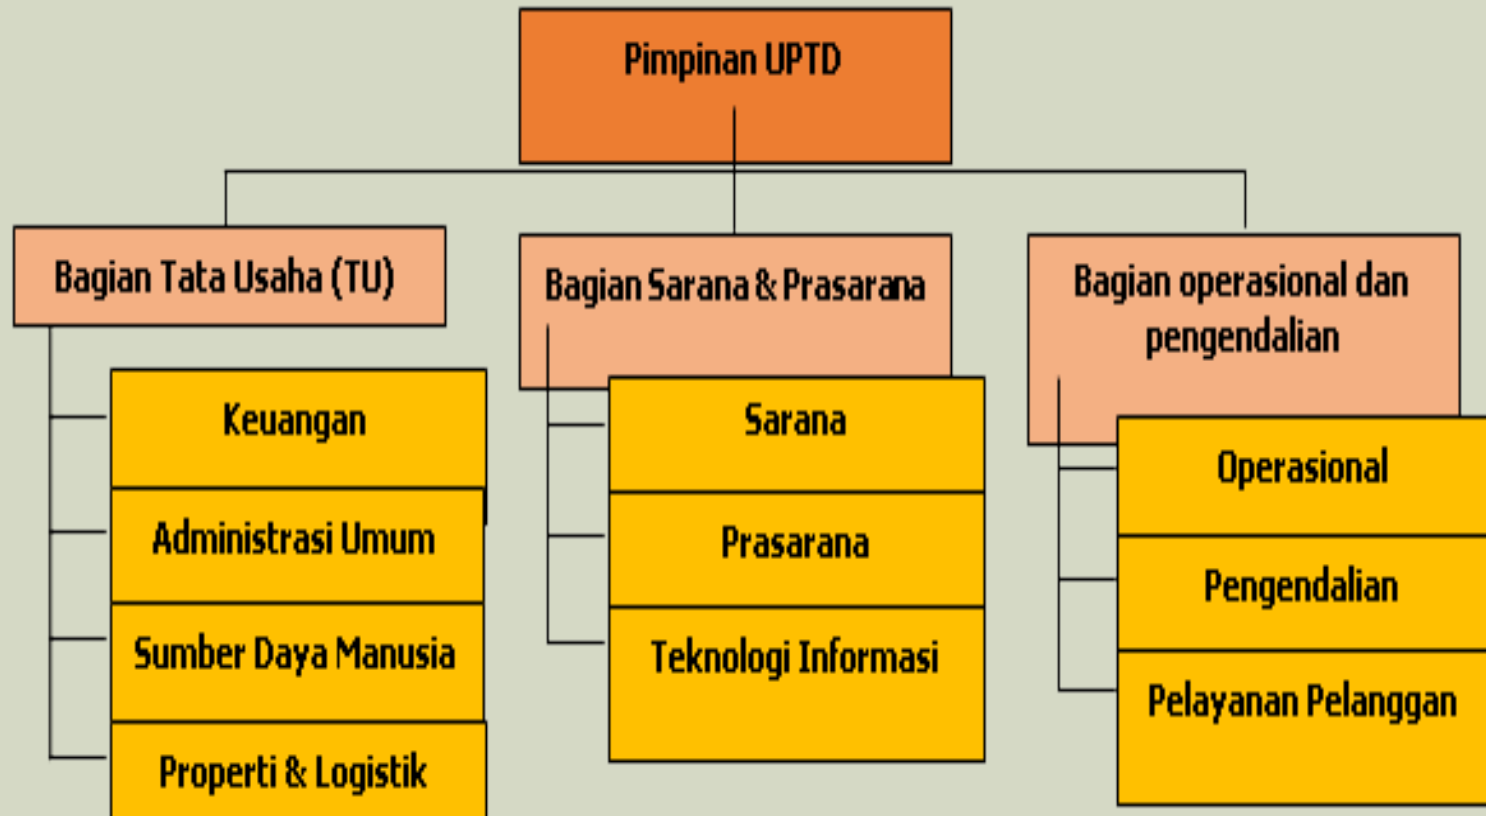 Pimpinan UPTD
Bagian Tata Usaha (TU)
Keuangan
Administrasi Umum
Sumber Daya Manusia
Properti & Logistik
Bagian Sarana & Prasarana
Sarana
Prasarana
Teknologi Informasi
Bagian operasional dan
pengendalian
Operasional
Pengendalian
Pelayanan Pelanggan